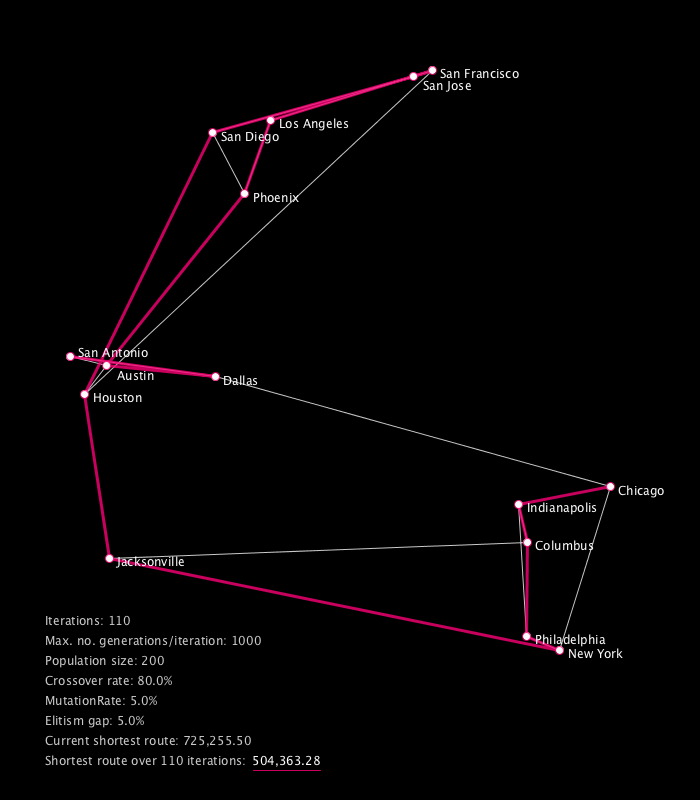 San Francisco
San Jose
Los Angeles
San Diego
Phoenix
San Antonio
Austin
Dallas
Houston
Chicago
Indianapolis
Columbus
Jacksonville
Philadelphia
New York
Iterations: 110
Max. no. generations/iteration: 1000
Population size: 200
Crossover rate: 80.0%
MutationRate: 5.0%
Elitism gap: 5.0%
Current shortest route: 725,255.50
Shortest route over 110 iterations: 504,363.28